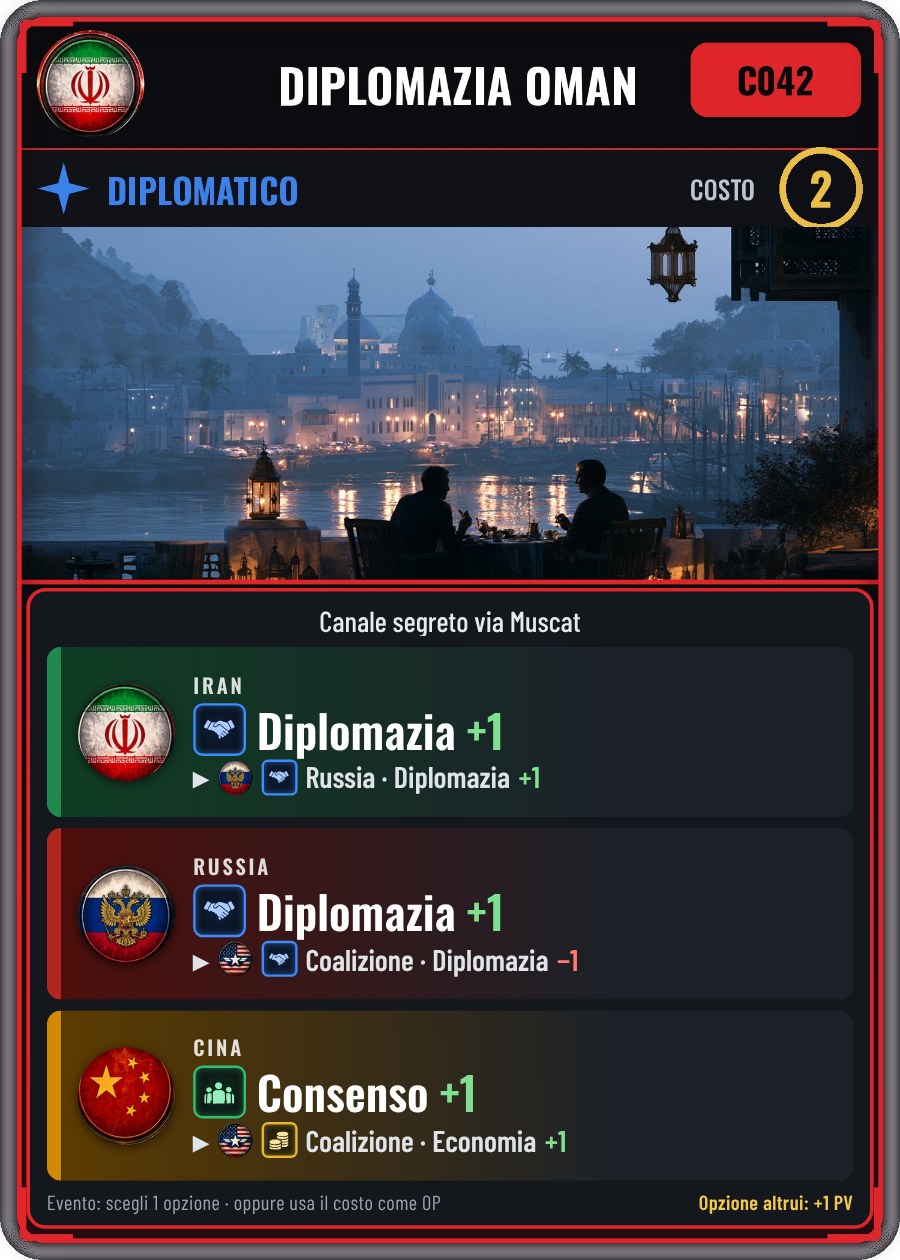 DIPLOMAZIA OMAN
C042
DIPLOMATICO
COSTO
2
Canale segreto via Muscat
IRAN
Diplomazia +1
▶ Russia · Diplomazia +1
RUSSIA
Diplomazia +1
▶ Coalizione · Diplomazia −1
CINA
Consenso +1
▶ Coalizione · Economia +1
Evento: scegli 1 opzione · oppure usa il costo come OP
Opzione altrui: +1 PV